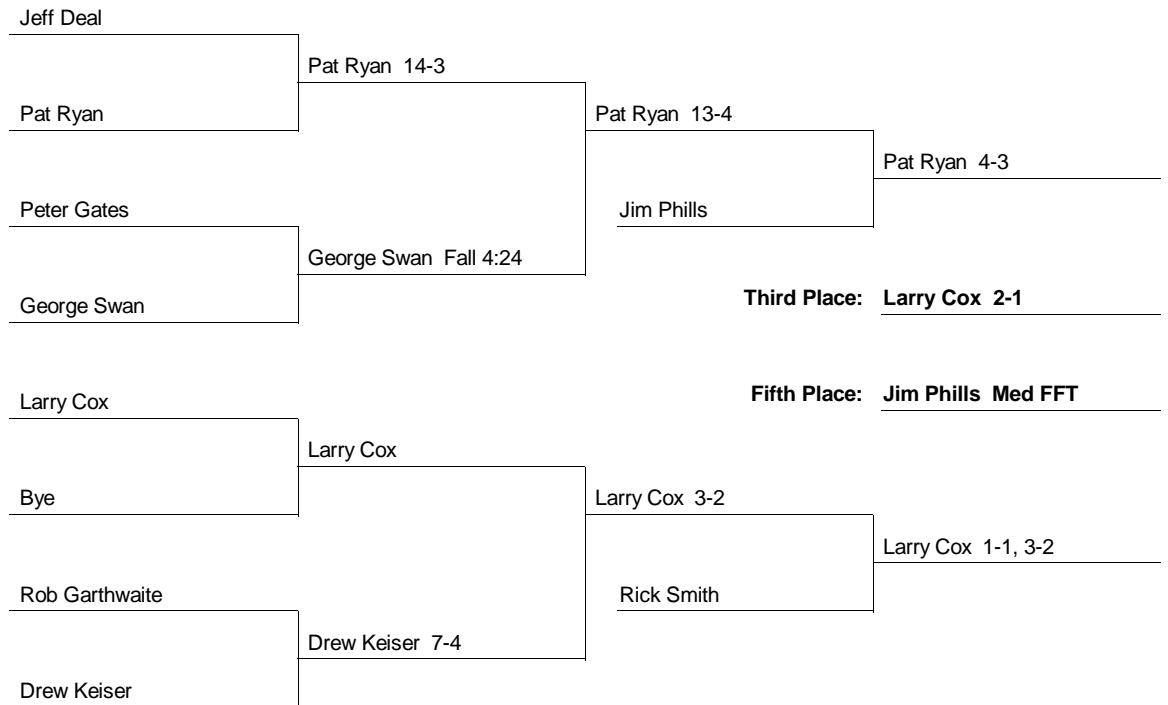 Jeff Deal
Pat Ryan 14-3
Pat Ryan
Pat Ryan 13-4
Pat Ryan 4-3
Peter Gates
Jim Phills
George Swan Fall 4:24
George Swan
Third Place: Larry Cox 2-1
Fifth Place: Jim Phills Med FFT
Larry Cox
Larry Cox
Bye
Larry Cox 3-2
Larry Cox 1-1, 3-2
Rob Garthwaite
Rick Smith
Drew Keiser 7-4
Drew Keiser